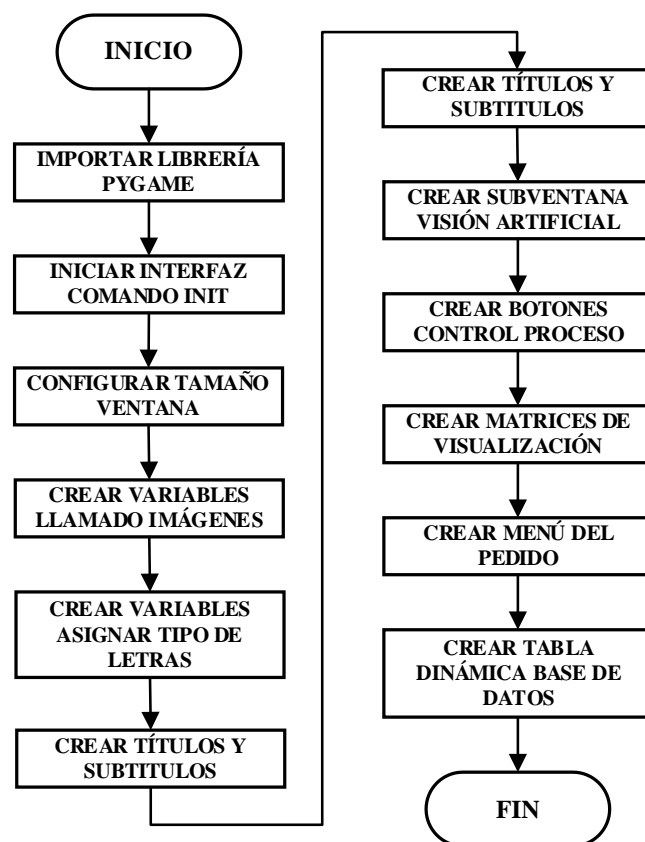 INICIO
IMPORTAR LIBRERÍA
PYGAME
INICIAR INTERFAZ
COMANDO INIT
CONFIGURAR TAMAÑO
VENTANA
CREAR VARIABLES
LLAMADO IMÁGENES
CREAR VARIABLES
ASIGNAR TIPO DE
LETRAS
CREAR TÍTULOS Y
SUBTITULOS
CREAR TÍTULOS Y
SUBTITULOS
CREAR SUBVENTANA
VISIÓN ARTIFICIAL
CREAR BOTONES
CONTROL PROCESO
CREAR MATRICES DE
VISUALIZACIÓN
CREAR MENÚ DEL
PEDIDO
CREAR TABLA
DINÁMICA BASE DE
DATOS
FIN